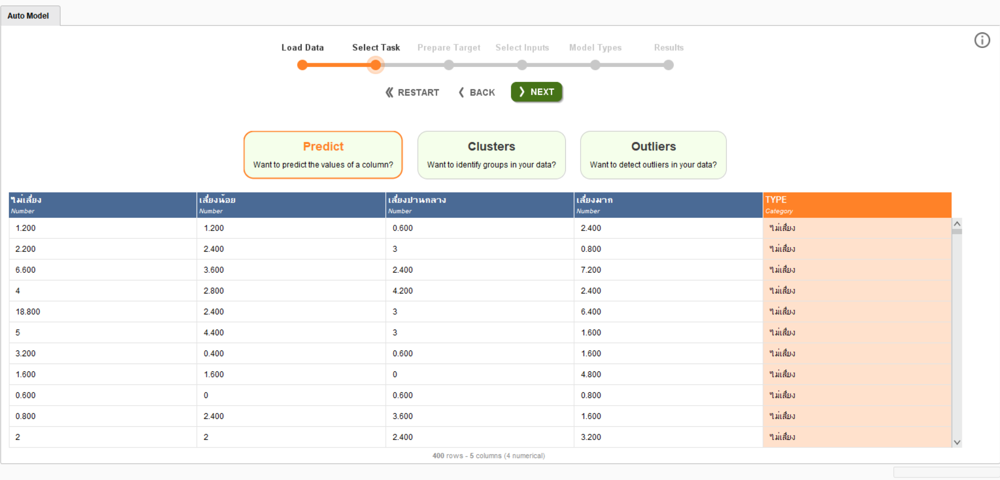 Auto Model
Load Data Select Task Prepare Target Select Inputs Model Types Results
RESTART BACK NEXT
Predict Clusters Outliers
Want to predict the values of a column? Want to identify groups in your data? Want to detect outliers in your data?
ไม่เสี่ยง เสี่ยงน้อย เสี่ยงปานกลาง เสี่ยงมาก TYPE
Number Number Number Number Category
1.200 1.200 0.600 2.400 ไม่เสี่ยง
2.200 2.400 3 0.800 ไม่เสี่ยง
6.600 3.600 2.400 7.200 ไม่เสี่ยง
4 2.800 4.200 2.400 ไม่เสี่ยง
18.800 2.400 3 6.400 ไม่เสี่ยง
5 4.400 3 1.600 ไม่เสี่ยง
3.200 0.400 0.600 1.600 ไม่เสี่ยง
1.600 1.600 0 4.800 ไม่เสี่ยง
0.600 0 0.600 0.800 ไม่เสี่ยง
0.800 2.400 3.600 1.600 ไม่เสี่ยง
2 2 2.400 3.200 ไม่เสี่ยง
400 rows - 5 columns (4 numerical)